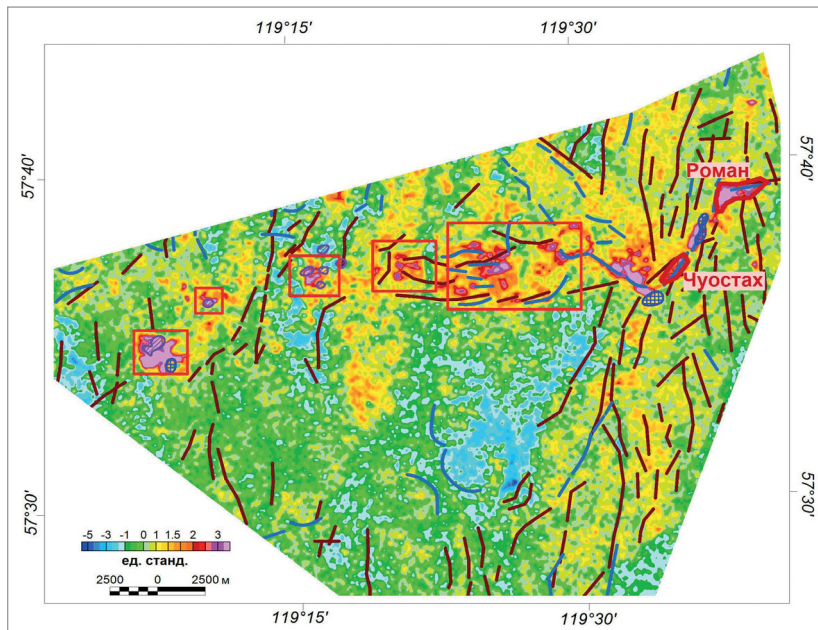 119°15' 119°30'
57°40' 57°40'
Роман
Чуостах
57°30' 57°30'
-5 -3 -1 0 1 1.5 2 3
ед. станд.
2500 0 2500 м
119°15' 119°30'